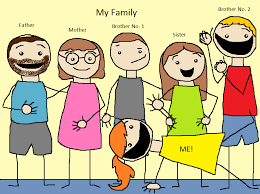 My Family
Father
Mother
Brother No. 1
Sister
Brother No. 2
ME!